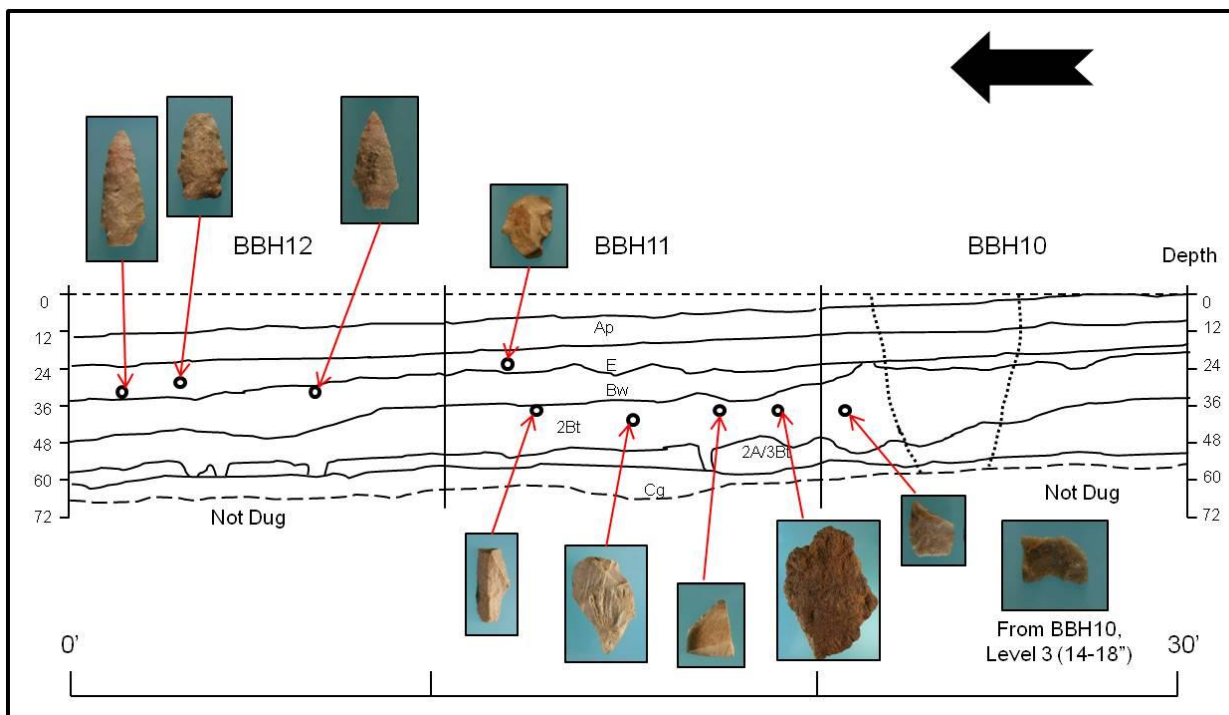 BBH12
BBH11
BBH10
Depth
0
0
12
12
24
24
36
36
48
48
60
60
72
72
Ap
E
Bw
2Bt
2A/3Bt
Cg
Not Dug
Not Dug
From BBH10,
Level 3 (14-18”)
0’
30’